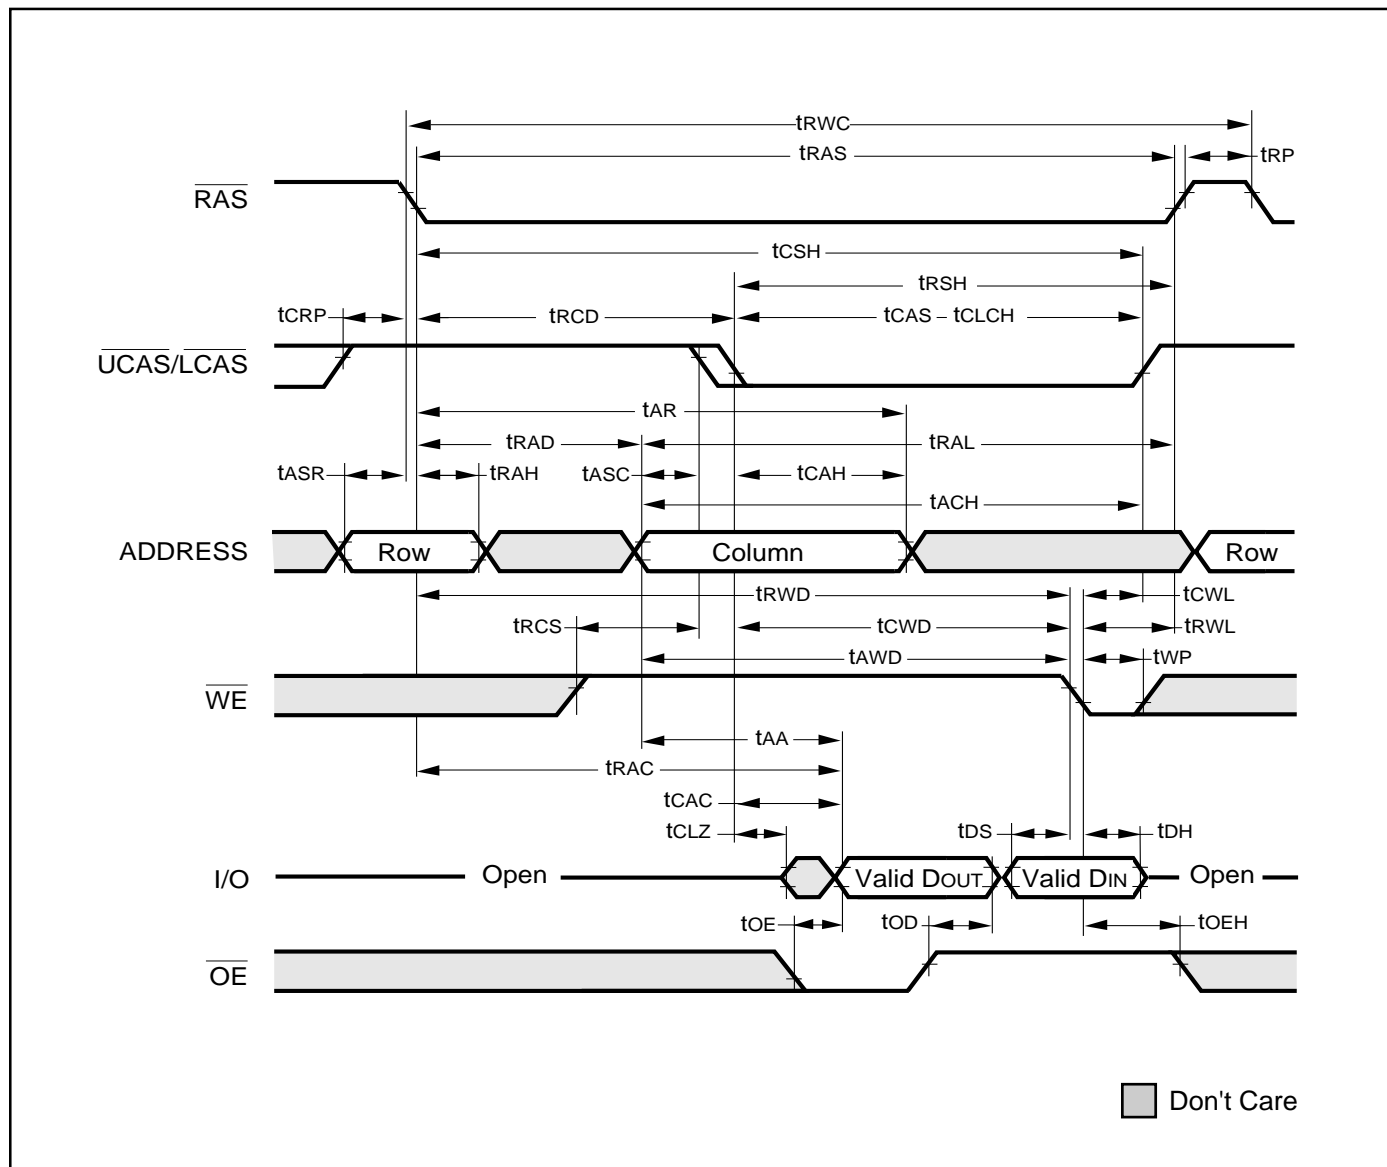 tRWC
tRAS
tRP
RAS
tCSH
tRSH
tCRP
tRCD
tCAS – tCLCH
UCAS/LCAS
tAR
tRAD
tRAL
tASR
tRAH
tASC
tCAH
tACH
ADDRESS
Row
Column
Row
tRWD
tCWL
tRCS
tCWD
tRWL
tAWD
tWP
WE
tAA
tRAC
tCAC
tCLZ
tDS
tDH
I/O
Open
Valid DOUT
Valid DIN
Open
tOE
tOD
tOEH
OE
Don't Care